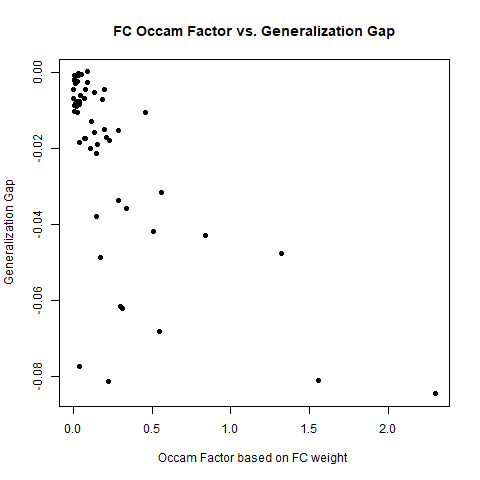 FC Occam Factor vs. Generalization Gap
Generalization Gap
0.00
-0.02
-0.04
-0.06
-0.08
0.0 0.5 1.0 1.5 2.0
Occam Factor based on FC weight